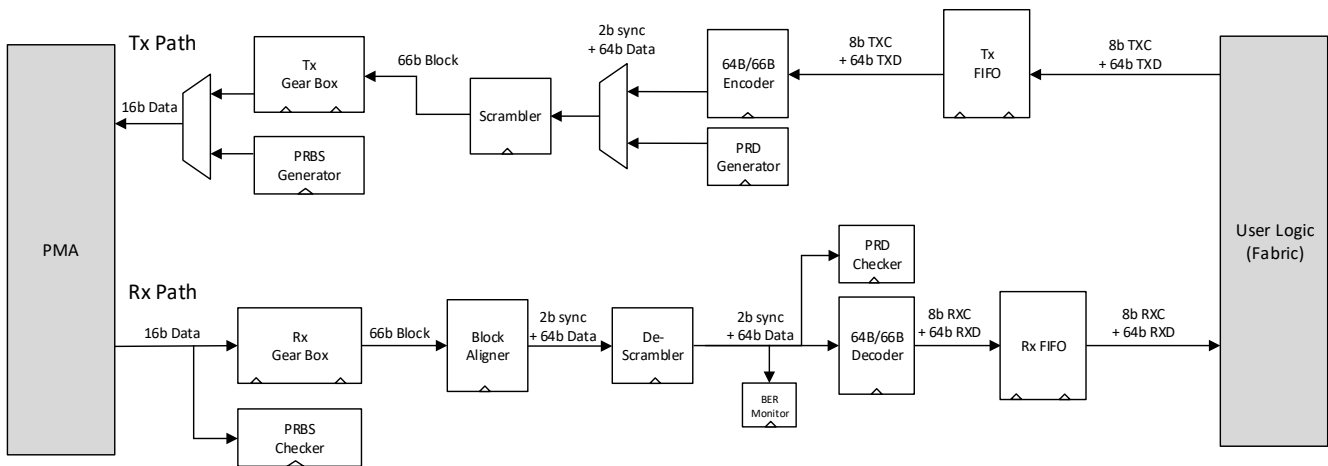 Tx Path
PMA
16b Data
Tx
Gear Box
PRBS
Generator
66b Block
Scrambler
2b sync
+ 64b Data
64B/66B
Encoder
PRD
Generator
8b TXC
+ 64b TXD
Tx
FIFO
8b TXC
+ 64b TXD
User Logic
(Fabric)
Rx Path
16b Data
Rx
Gear Box
PRBS
Checker
66b Block
Block
Aligner
2b sync
+ 64b Data
De-
Scrambler
2b sync
+ 64b Data
BER
Monitor
PRD
Checker
64B/66B
Decoder
8b RXC
+ 64b RXD
Rx FIFO
8b RXC
+ 64b RXD